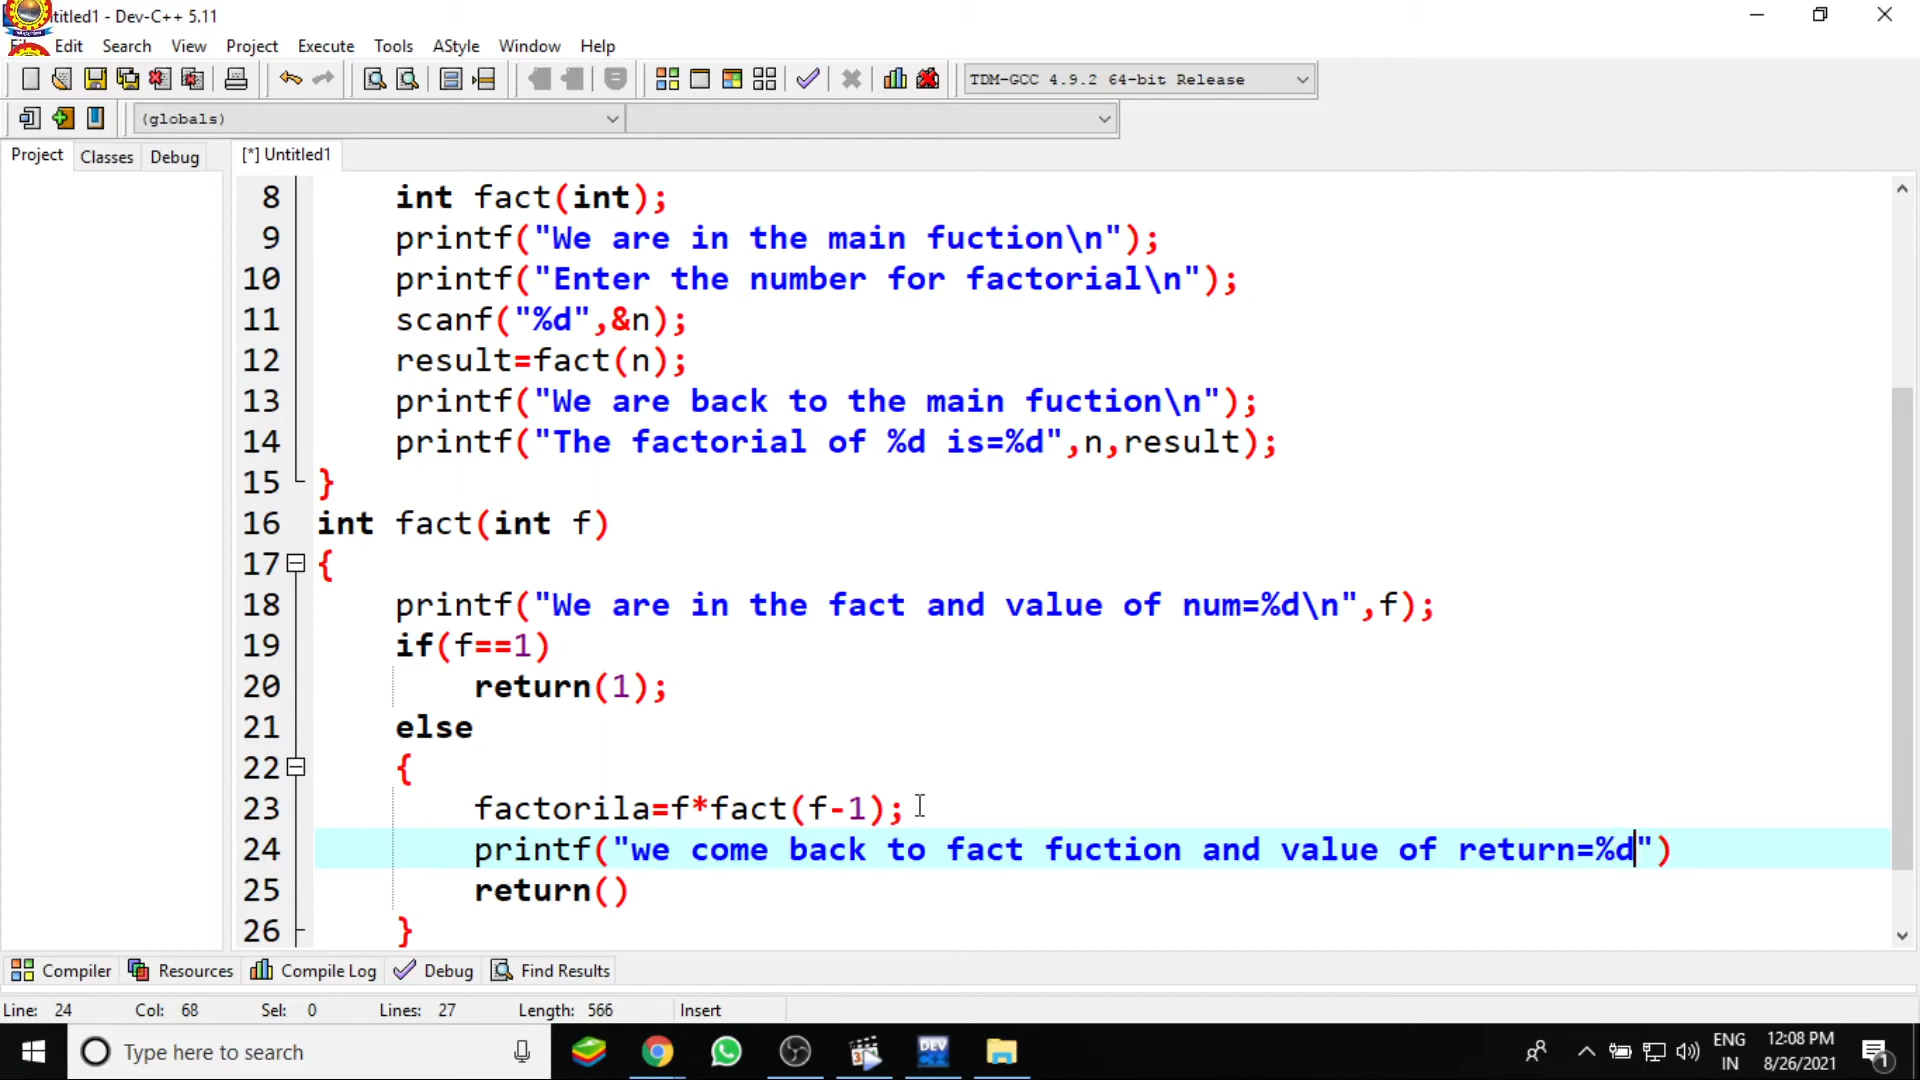 ntitled1 - Dev-C++ 5.11
Edit Search View Project Execute Tools AStyle Window Help
TDM-GCC 4.9.2 64-bit Release
(globals)
Project Classes Debug [*] Untitled1
8 int fact(int);
9 printf("We are in the main fuction\n");
10 printf("Enter the number for factorial\n");
11 scanf("%d",&n);
12 result=fact(n);
13 printf("We are back to the main fuction\n");
14 printf("The factorial of %d is=%d",n,result);
15 }
16 int fact(int f)
17 {
18 printf("We are in the fact and value of num=%d\n",f);
19 if(f==1)
20 return(1);
21 else
22 {
23 factorila=f*fact(f-1);
24 printf("we come back to fact fuction and value of return=%d")
25 return()
26 }
Compiler Resources Compile Log Debug Find Results
Line: 24 Col: 68 Sel: 0 Lines: 27 Length: 566 Insert
Type here to search
DEV
3
ENG
IN
12:08 PM
8/26/2021
1